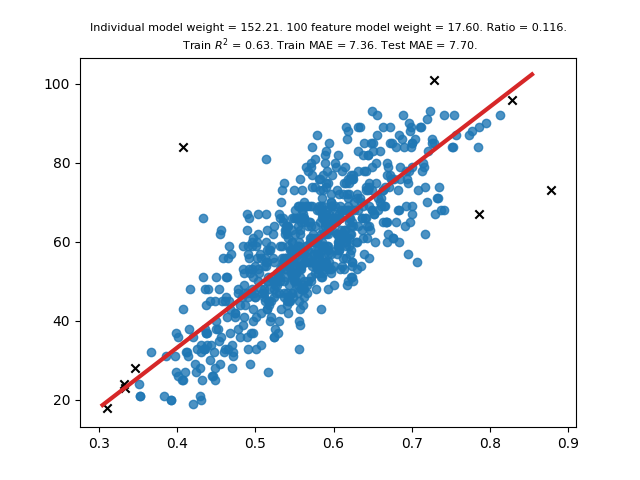 Individual model weight = 152.21. 100 feature model weight = 17.60. Ratio = 0.116.
Train R² = 0.63. Train MAE = 7.36. Test MAE = 7.70.
100
80
60
40
20
0.3 0.4 0.5 0.6 0.7 0.8 0.9